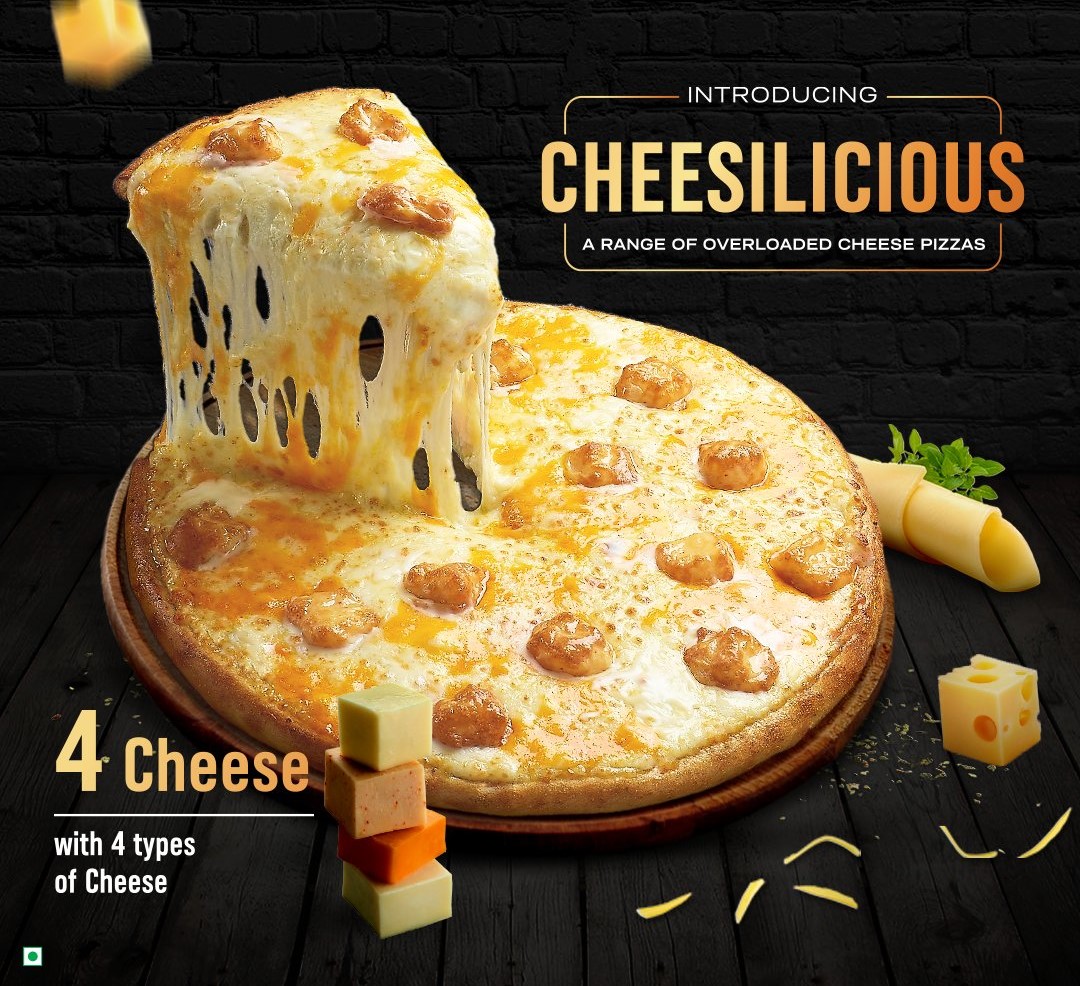 INTRODUCING
CHEESILICIOUS
A RANGE OF OVERLOADED CHEESE PIZZAS
4 Cheese
with 4 types
of Cheese